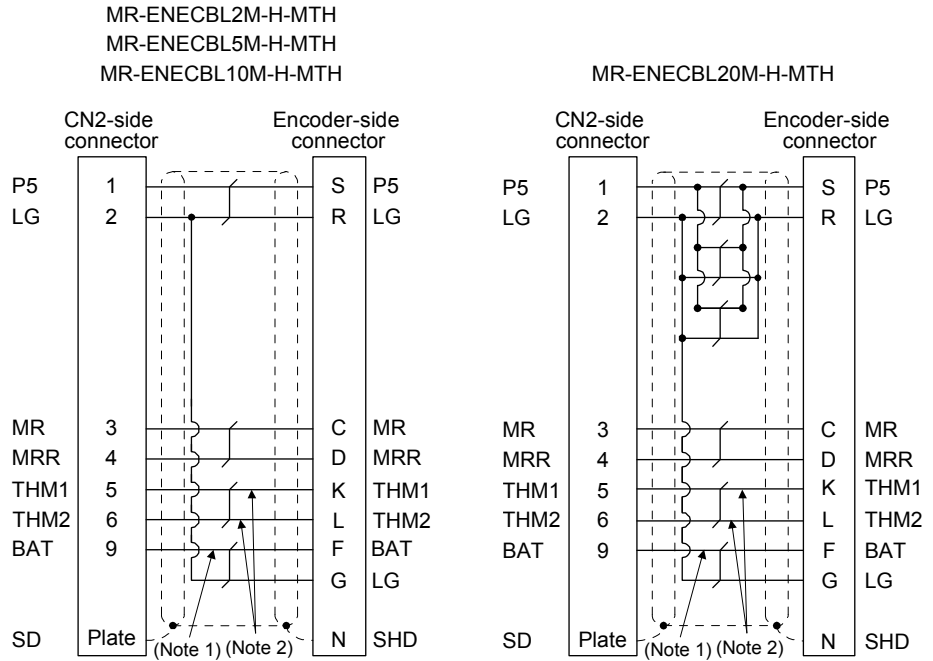 MR-ENECBL2M-H-MTH
MR-ENECBL5M-H-MTH
MR-ENECBL10M-H-MTH
CN2-side connector
Encoder-side connector
P5 1 S P5
LG 2 R LG
MR 3 C MR
MRR 4 D MRR
THM1 5 K THM1
THM2 6 L THM2
BAT 9 F BAT
G LG
SD Plate (Note 1) (Note 2) N SHD
MR-ENECBL20M-H-MTH
CN2-side connector
Encoder-side connector
P5 1 S P5
LG 2 R LG
MR 3 C MR
MRR 4 D MRR
THM1 5 K THM1
THM2 6 L THM2
BAT 9 F BAT
G LG
SD Plate (Note 1) (Note 2) N SHD